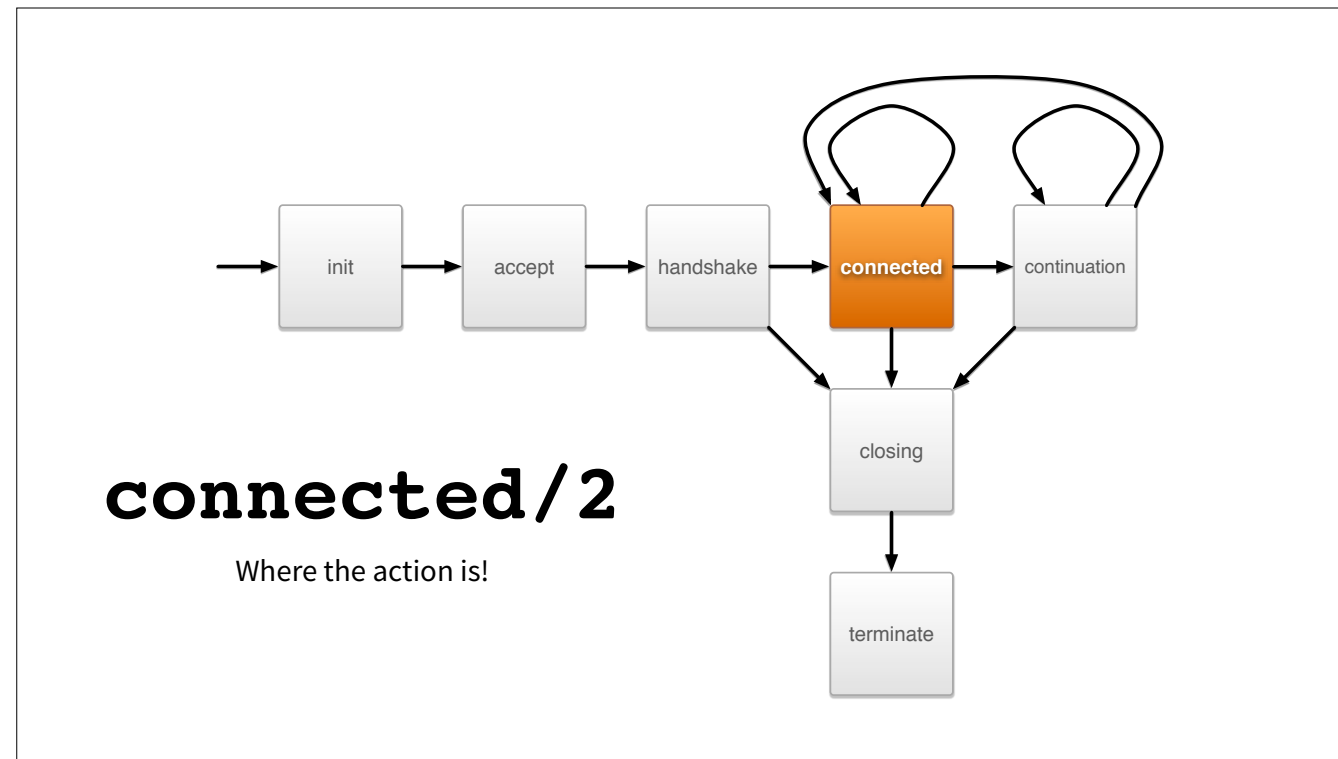 init
accept
handshake
connected
continuation
closing
connected/2
Where the action is!
terminate